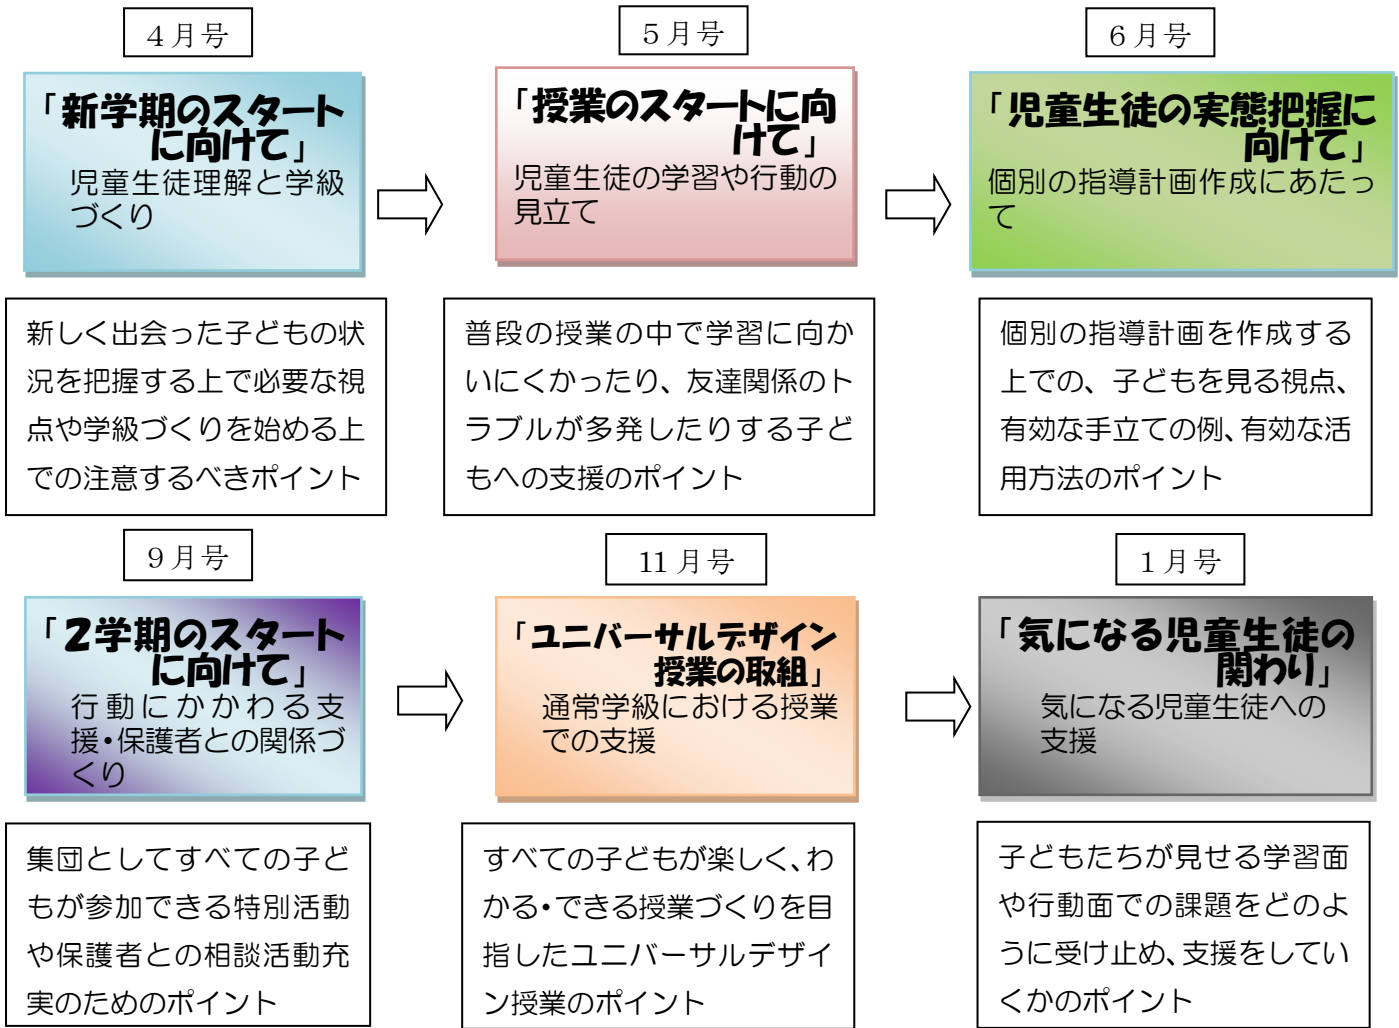 4月号
「新学期のスタート
に向けて」
児童生徒理解と学級
づくり
新しく出会った子どもの状
況を把握する上で必要な視
点や学級づくりを始める上
での注意するべきポイント
5月号
「授業のスタートに向
けて」
児童生徒の学習や行動の
見立て
普段の授業の中で学習に向か
いにくかったり、友達関係のト
ラブルが多発したりする子ど
もへの支援のポイント
6月号
「児童生徒の実態把握に
向けて」
個別の指導計画作成にあたっ
て
個別の指導計画を作成する
上での、子どもを見る視点、
有効な手立ての例、有効な活
用方法のポイント
9月号
「2学期のスタート
に向けて」
行動にかかわる支
援・保護者との関係づ
くり
集団としてすべての子ど
もが参加できる特別活動
や保護者との相談活動充
実のためのポイント
11月号
「ユニバーサルデザイン
授業の取組」
通常学級における授業
での支援
すべての子どもが楽しく、わ
かる・できる授業づくりを目
指したユニバーサルデザイ
ン授業のポイント
1月号
「気になる児童生徒の
関わり」
気になる児童生徒への
支援
子どもたちが見せる学習面
や行動面での課題をどのよ
うに受け止め、支援をしてい
くかのポイント